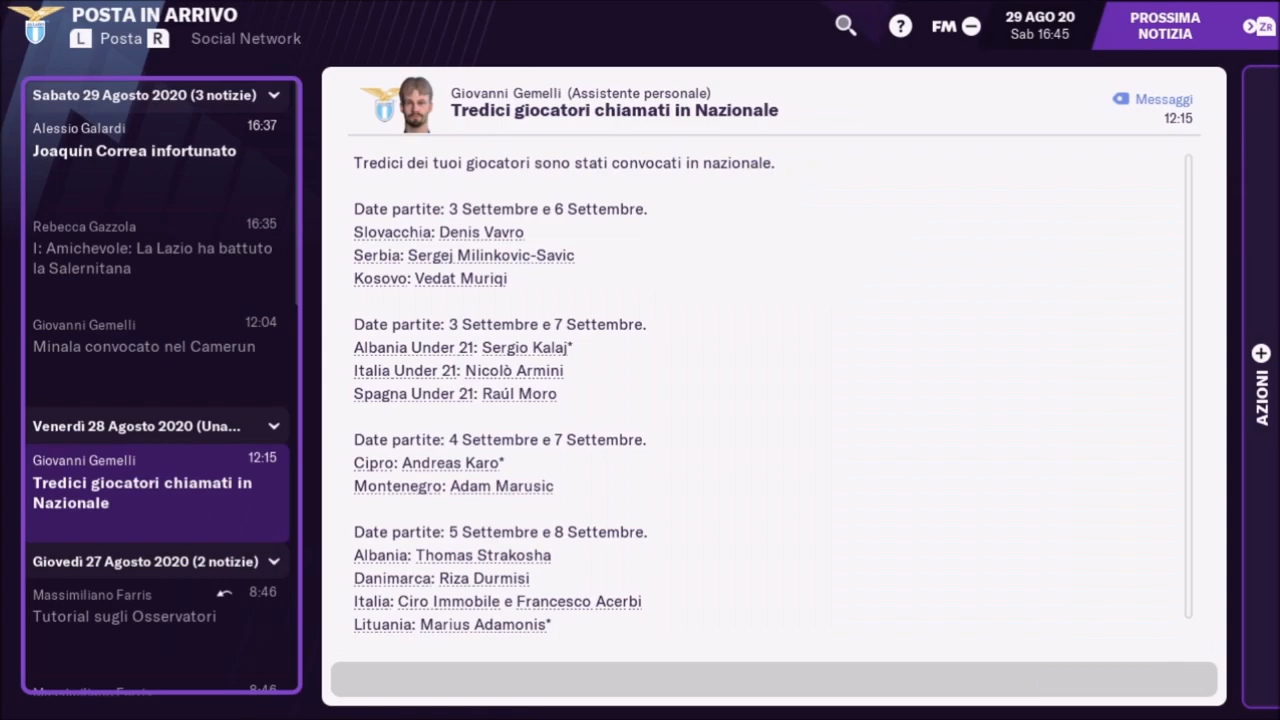 POSTA IN ARRIVO
L Posta R Social Network
?
FM
29 AGO 20
Sab 16:45
PROSSIMA
NOTIZIA
ZR
Sabato 29 Agosto 2020 (3 notizie)
Alessio Galardi 16:37
Joaquín Correa infortunato
Rebecca Gazzola 16:35
I: Amichevole: La Lazio ha battuto
la Salernitana
Giovanni Gemelli 12:04
Minala convocato nel Camerun
Venerdì 28 Agosto 2020 (Una...
Giovanni Gemelli 12:15
Tredici giocatori chiamati in
Nazionale
Giovedì 27 Agosto 2020 (2 notizie)
Massimiliano Farris 8:46
Tutorial sugli Osservatori
Massimiliano Farris 8:46
Giovanni Gemelli (Assistente personale)
Tredici giocatori chiamati in Nazionale
Messaggi
12:15
Tredici dei tuoi giocatori sono stati convocati in nazionale.
Date partite: 3 Settembre e 6 Settembre.
Slovacchia: Denis Vavro
Serbia: Sergej Milinkovic-Savic
Kosovo: Vedat Muriqi
Date partite: 3 Settembre e 7 Settembre.
Albania Under 21: Sergio Kalaj*
Italia Under 21: Nicolò Armini
Spagna Under 21: Raúl Moro
Date partite: 4 Settembre e 7 Settembre.
Cipro: Andreas Karo*
Montenegro: Adam Marusic
Date partite: 5 Settembre e 8 Settembre.
Albania: Thomas Strakosha
Danimarca: Riza Durmisi
Italia: Ciro Immobile e Francesco Acerbi
Lituania: Marius Adamonis*
AZIONI